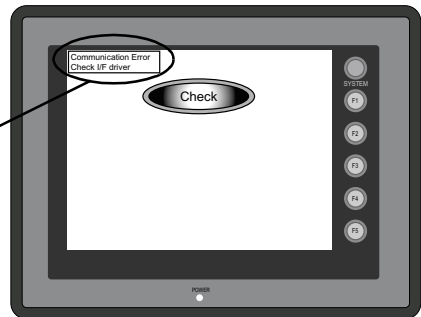 Communication Error
Check I/F driver
Check
SYSTEM
F1
F2
F3
F4
F5
POWER